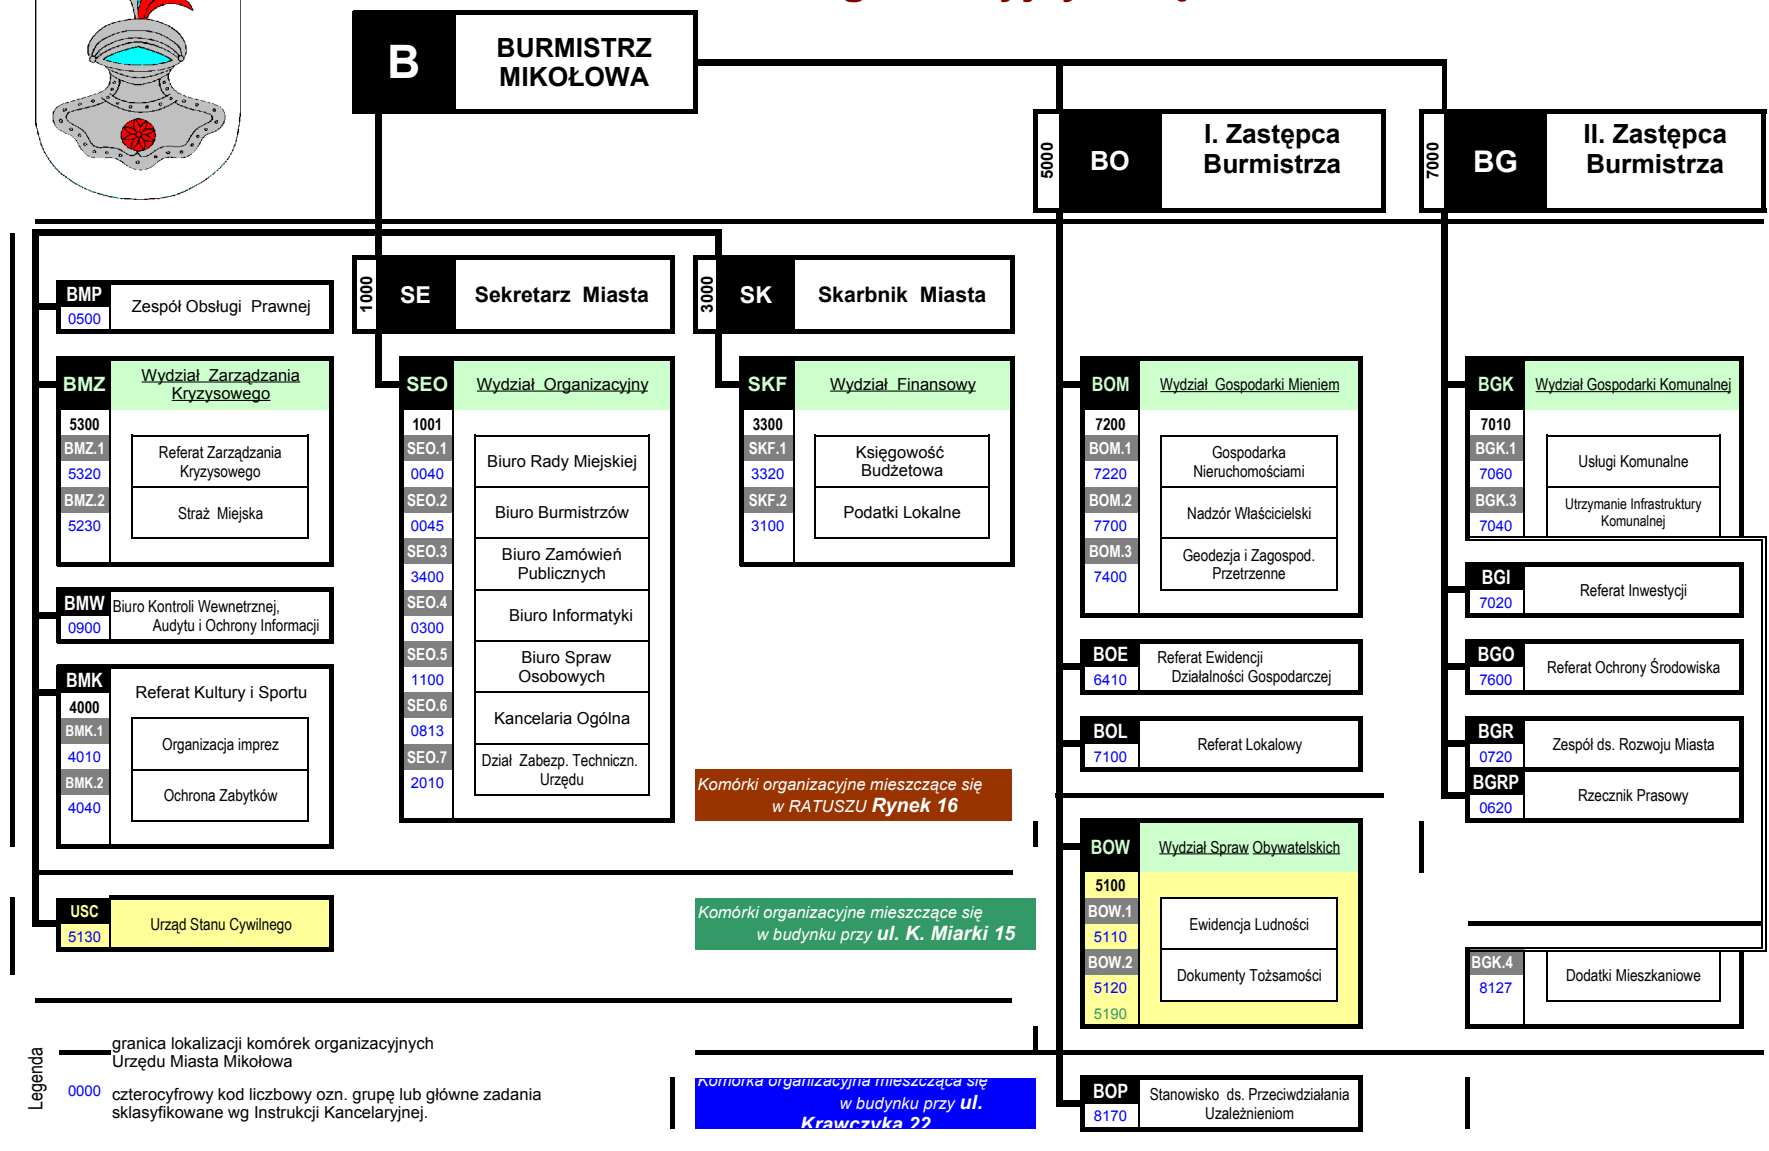 B
BURMISTRZ
MIKOŁOWA
5000
BO
I. Zastępca
Burmistrza
7000
BG
II. Zastępca
Burmistrza
BMP
0500
Zespół Obsługi Prawnej
1000
SE
Sekretarz Miasta
3000
SK
Skarbnik Miasta
BMZ
Wydział Zarządzania
Kryzysowego
5300
BMZ.1
5320
Referat Zarządzania
Kryzysowego
BMZ.2
5230
Straż Miejska
BMW
0900
Biuro Kontroli Wewnetrznej,
Audytu i Ochrony Informacji
BMK
4000
Referat Kultury i Sportu
BMK.1
4010
Organizacja imprez
BMK.2
4040
Ochrona Zabytków
USC
5130
Urząd Stanu Cywilnego
SEO
Wydział Organizacyjny
1001
SEO.1
0040
Biuro Rady Miejskiej
SEO.2
0045
Biuro Burmistrzów
SEO.3
3400
Biuro Zamówień
Publicznych
SEO.4
0300
Biuro Informatyki
SEO.5
1100
Biuro Spraw
Osobowych
SEO.6
0813
Kancelaria Ogólna
SEO.7
2010
Dział Zabezp. Techniczn.
Urzędu
SKF
Wydział Finansowy
3300
SKF.1
3320
Księgowość
Budżetowa
SKF.2
3100
Podatki Lokalne
BOM
Wydział Gospodarki Mieniem
7200
BOM.1
7220
Gospodarka
Nieruchomościami
BOM.2
7700
Nadzór Właścicielski
BOM.3
7400
Geodezja i Zagospod.
Przetrzenne
BOE
6410
Referat Ewidencji
Działalności Gospodarczej
BOL
7100
Referat Lokalowy
BOW
Wydział Spraw Obywatelskich
5100
BOW.1
5110
Ewidencja Ludności
BOW.2
5120
5190
Dokumenty Tożsamości
BOP
8170
Stanowisko ds. Przeciwdziałania
Uzależnieniom
BGK
Wydział Gospodarki Komunalnej
7010
BGK.1
7060
Usługi Komunalne
BGK.3
7040
Utrzymanie Infrastruktury
Komunalnej
BGI
7020
Referat Inwestycji
BGO
7600
Referat Ochrony Środowiska
BGR
0720
Zespół ds. Rozwoju Miasta
BGRP
0620
Rzecznik Prasowy
BGK.4
8127
Dodatki Mieszkaniowe
Komórki organizacyjne mieszczące się
w RATUSZU Rynek 16
Komórki organizacyjne mieszczące się
w budynku przy ul. K. Miarki 15
Komórka organizacyjna mieszcząca się
w budynku przy ul.
Krawczyka 22
Legenda
granica lokalizacji komórek organizacyjnych
Urzędu Miasta Mikołowa
0000
czterocyfrowy kod liczbowy ozn. grupę lub główne zadania
sklasyfikowane wg Instrukcji Kancelaryjnej.